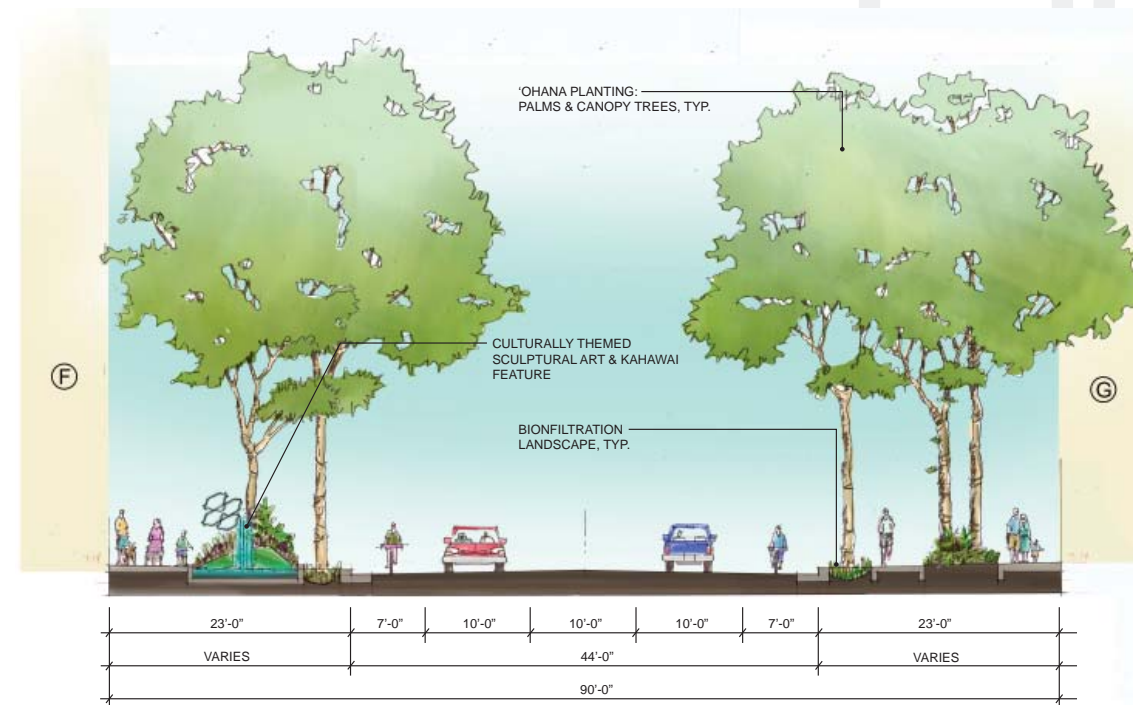 ‘OHANA PLANTING:
PALMS & CANOPY TREES, TYP.
CULTURALLY THEMED
SCULPTURAL ART & KAHAWAI
FEATURE
F
G
BIONFILTRATION
LANDSCAPE, TYP.
23’-0” 7’-0” 10’-0” 10’-0” 10’-0” 7’-0” 23’-0”
VARIES 44’-0” VARIES
90’-0”